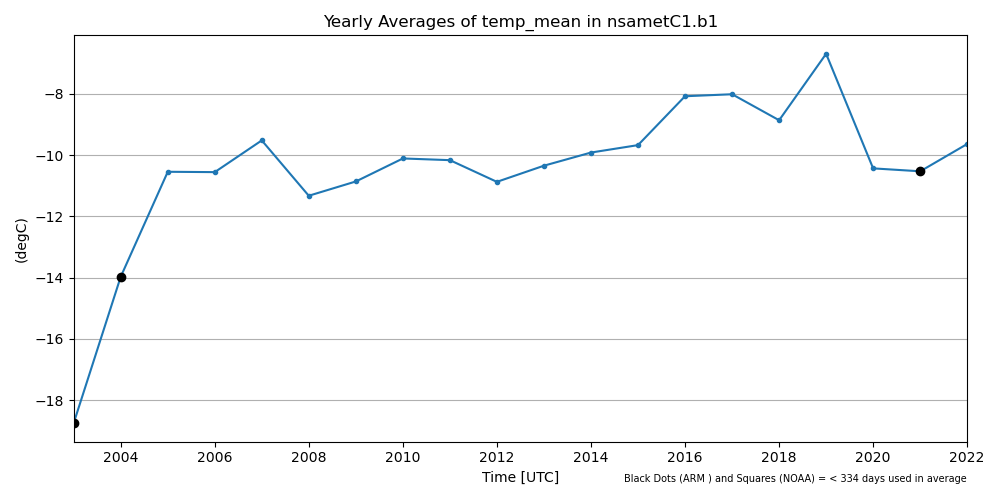 Yearly Averages of temp_mean in nsametC1.b1
(degC)
−8
−10
−12
−14
−16
−18
2004 2006 2008 2010 2012 2014 2016 2018 2020 2022
Time [UTC]
Black Dots (ARM ) and Squares (NOAA) = < 334 days used in average